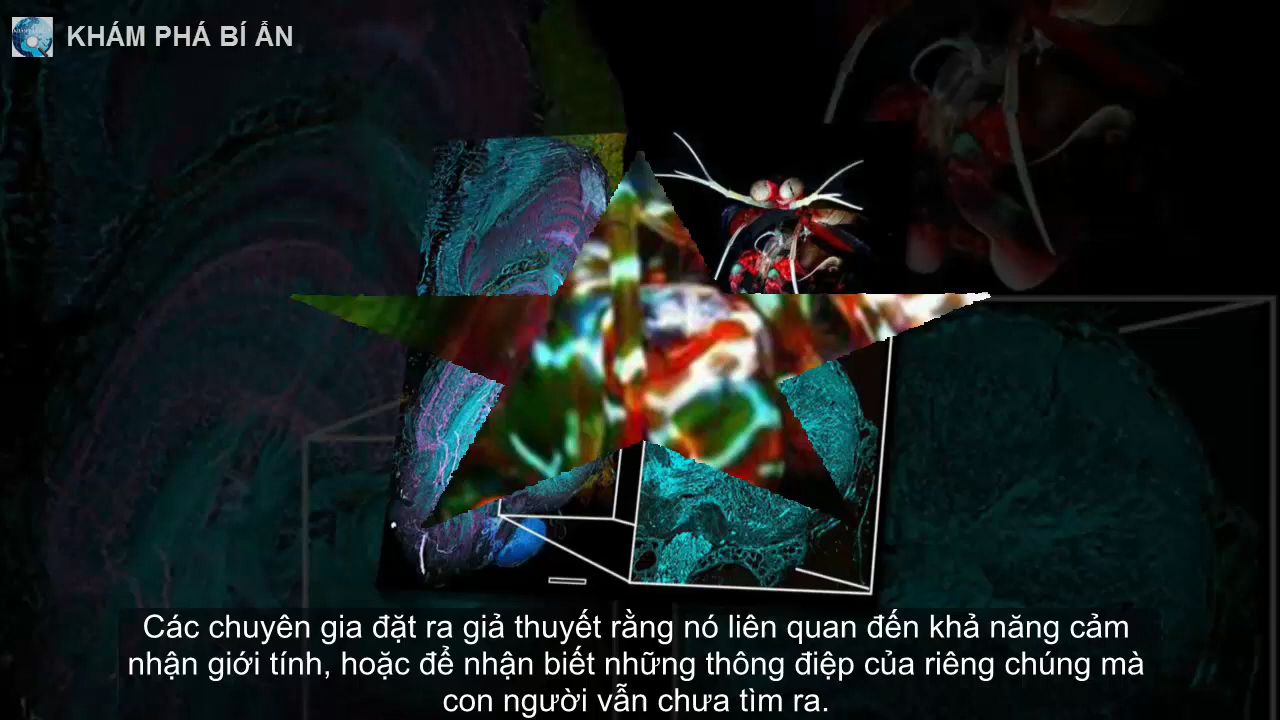 KHÁM PHÁ BÍ ẨN
Các chuyên gia đặt ra giả thuyết rằng nó liên quan đến khả năng cảm
nhận giới tính, hoặc để nhận biết những thông điệp của riêng chúng mà
con người vẫn chưa tìm ra.